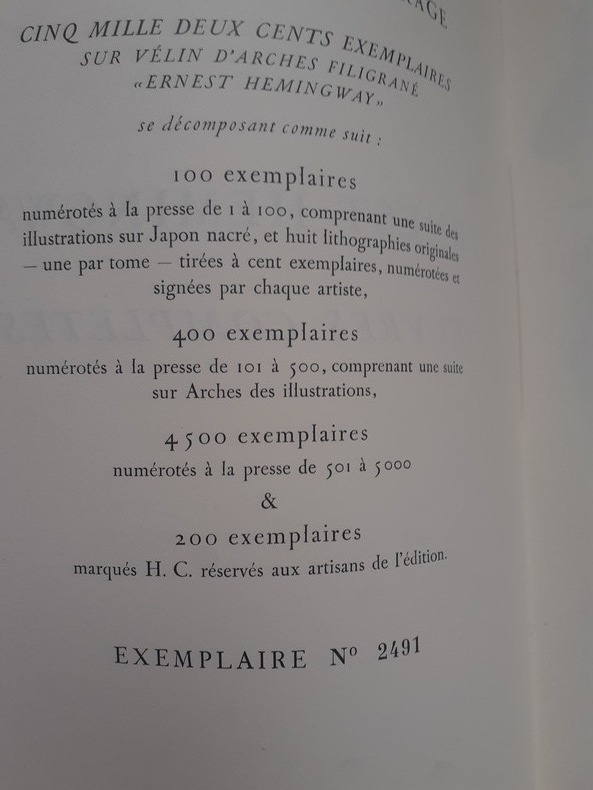 CINQ MILLE DEUX CENTS EXEMPLAIRES
SUR VÉLIN D'ARCHES FILIGRANÉ
«ERNEST HEMINGWAY»
se décomposant comme suit :
100 exemplaires
numérotés à la presse de 1 à 100, comprenant une suite des
illustrations sur Japon nacré, et huit lithographies originales
— une par tome — tirées à cent exemplaires, numérotées et
signées par chaque artiste,
400 exemplaires
numérotés à la presse de 101 à 500, comprenant une suite
sur Arches des illustrations,
4500 exemplaires
numérotés à la presse de 501 à 5000
&
200 exemplaires
marqués H. C. réservés aux artisans de l'édition.
EXEMPLAIRE Nº 2491